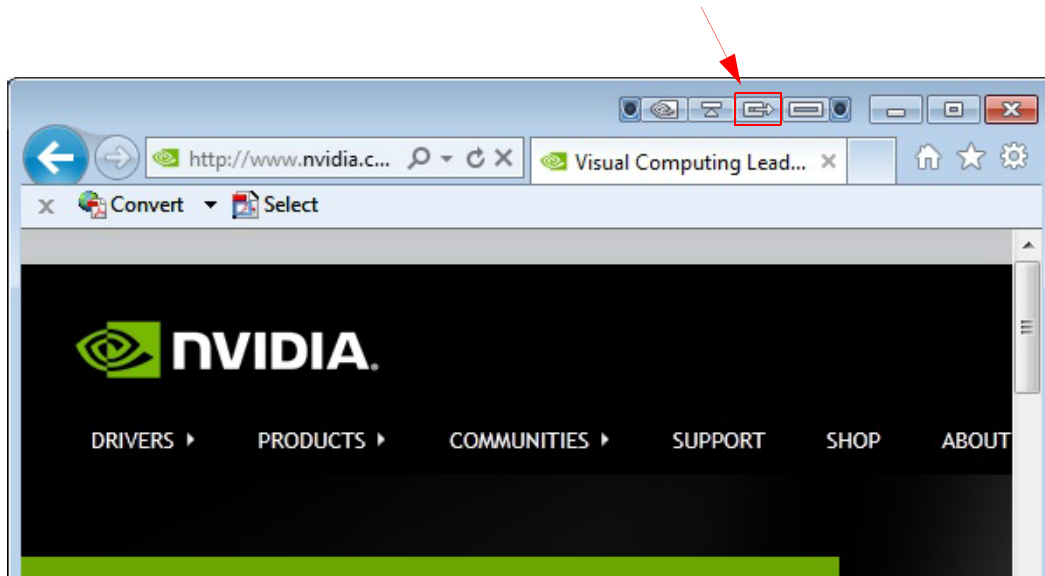 http://www.nvidia.c...
Visual Computing Lead...
Convert
Select
NVIDIA.
DRIVERS
PRODUCTS
COMMUNITIES
SUPPORT
SHOP
ABOUT